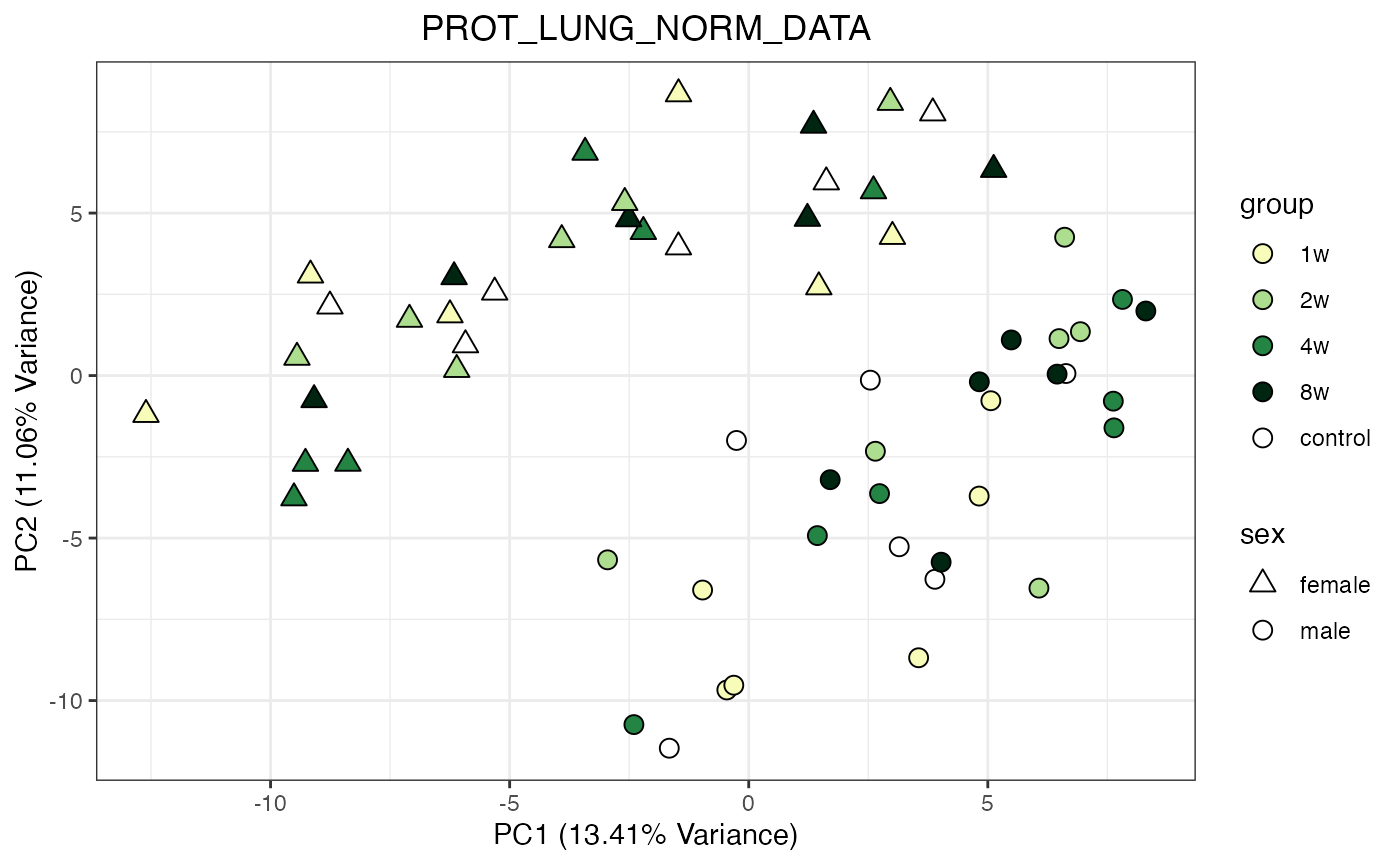 PROT_LUNG_NORM_DATA
PC2 (11.06% Variance)
5
0
-5
-10
-10
-5
0
5
PC1 (13.41% Variance)
group
1w
2w
4w
8w
control
sex
female
male